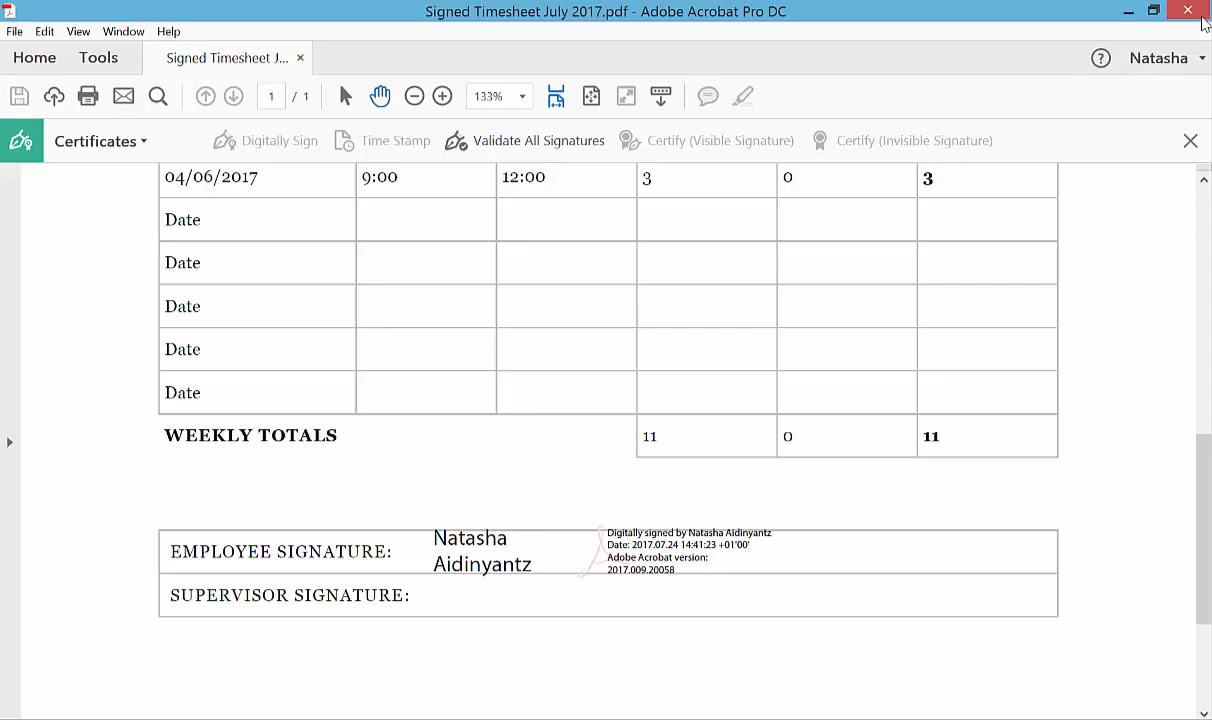 Signed Timesheet July 2017.pdf - Adobe Acrobat Pro DC
File Edit View Window Help
Home Tools Signed Timesheet J... × Natasha
1 / 1 133%
Certificates Digitally Sign Time Stamp Validate All Signatures Certify (Visible Signature) Certify (Invisible Signature)
04/06/2017 9:00 12:00 3 0 3
Date
Date
Date
Date
Date
WEEKLY TOTALS 11 0 11
EMPLOYEE SIGNATURE:
Natasha
Aidinyantz
Digitally signed by Natasha Aidinyantz
Date: 2017.07.24 14:41:23 +01'00'
Adobe Acrobat version:
2017.009.20058
SUPERVISOR SIGNATURE: